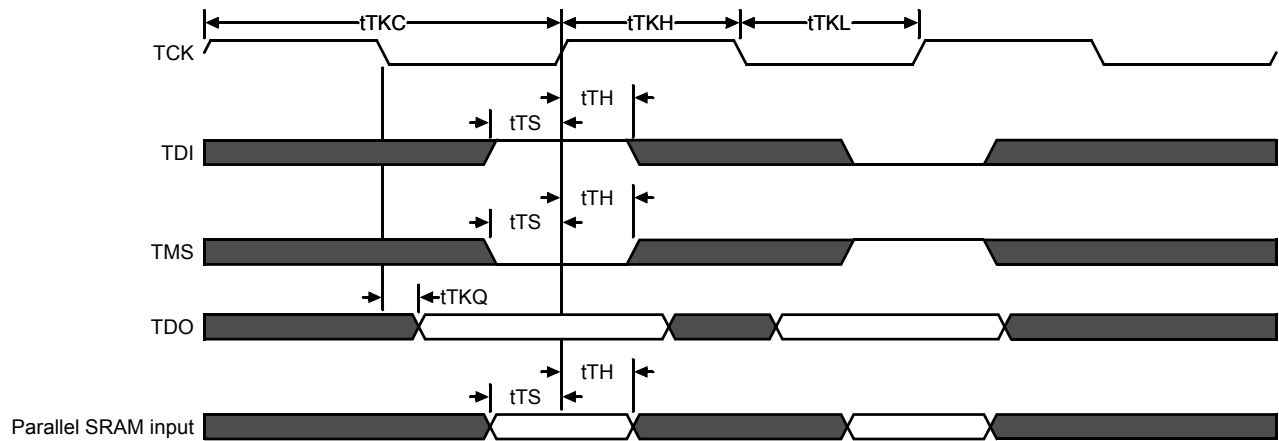 tTKC tTKH tTKL
TCK
tTH
tTS
TDI
tTH
tTS
TMS
tTKQ
TDO
tTH
tTS
Parallel SRAM input